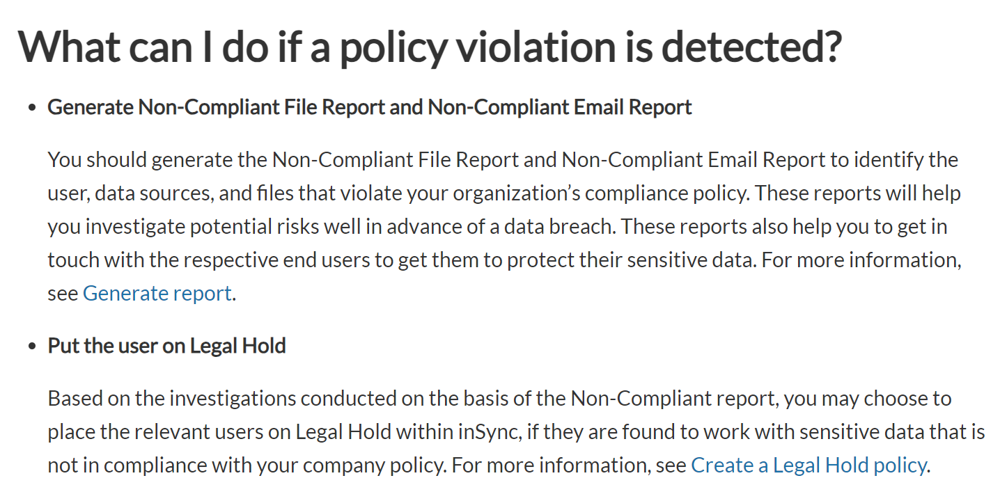 What can I do if a policy violation is detected?
• Generate Non-Compliant File Report and Non-Compliant Email Report
You should generate the Non-Compliant File Report and Non-Compliant Email Report to identify the
user, data sources, and files that violate your organization’s compliance policy. These reports will help
you investigate potential risks well in advance of a data breach. These reports also help you to get in
touch with the respective end users to get them to protect their sensitive data. For more information,
see Generate report.
• Put the user on Legal Hold
Based on the investigations conducted on the basis of the Non-Compliant report, you may choose to
place the relevant users on Legal Hold within inSync, if they are found to work with sensitive data that is
not in compliance with your company policy. For more information, see Create a Legal Hold policy.